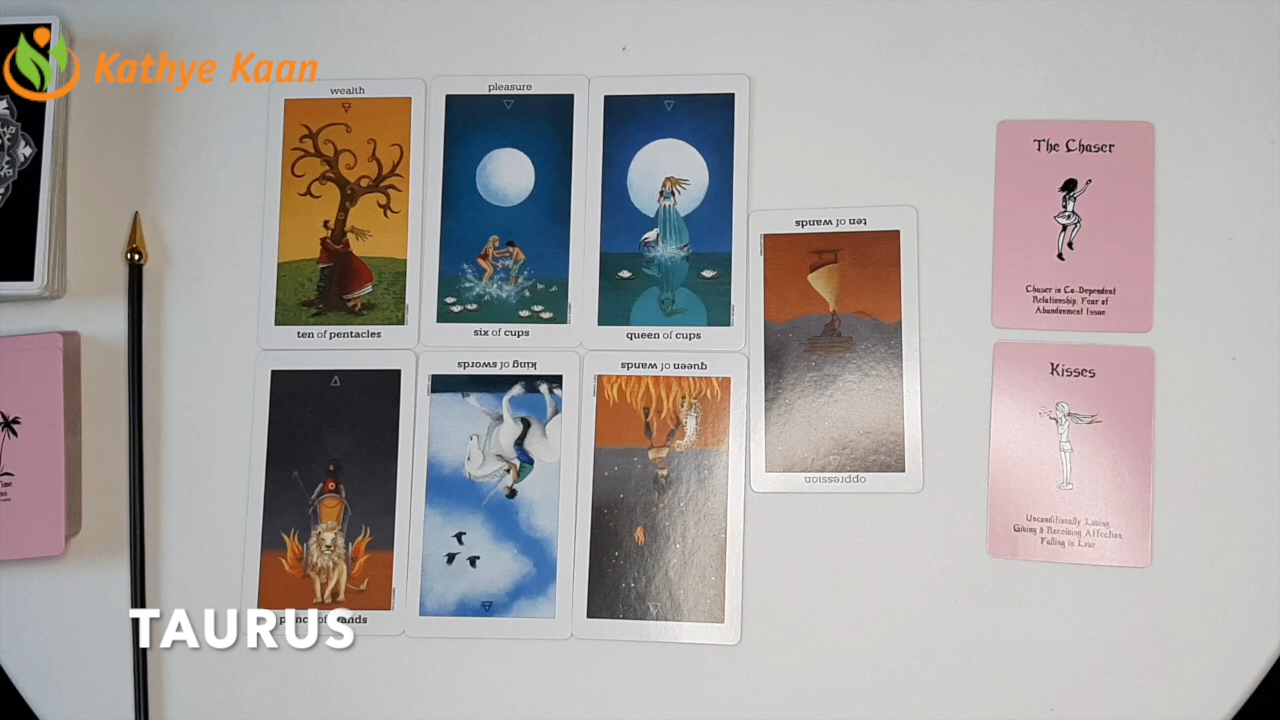 Kathye Kaan
wealth
ten of pentacles
pleasure
six of cups
queen of cups
ten of wands
oppression
king of swords
queen of wands
TAURUS
The Chaser
Chaser in Co-Dependent
Relationship, Fear of
Abandonment Issue
Kisses
Unconditionally Loving,
Giving & Receiving Affection,
Falling in Love